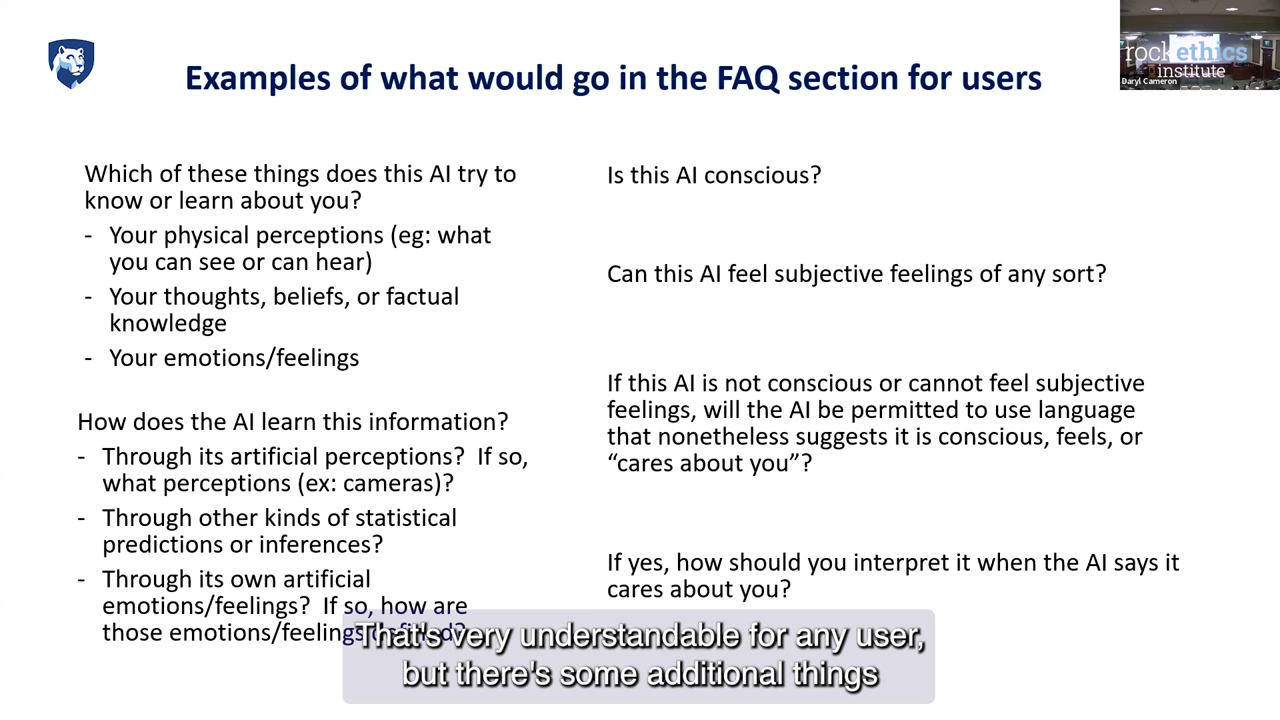 Examples of what would go in the FAQ section for users
rockethics
institute
Daryl Cameron
Which of these things does this AI try to
know or learn about you?
- Your physical perceptions (eg: what
you can see or can hear)
- Your thoughts, beliefs, or factual
knowledge
- Your emotions/feelings
How does the AI learn this information?
- Through its artificial perceptions? If so,
what perceptions (ex: cameras)?
- Through other kinds of statistical
predictions or inferences?
- Through its own artificial
emotions/feelings? If so, how are
those emotions/feelings defined?
Is this AI conscious?
Can this AI feel subjective feelings of any sort?
If this AI is not conscious or cannot feel subjective
feelings, will the AI be permitted to use language
that nonetheless suggests it is conscious, feels, or
“cares about you”?
If yes, how should you interpret it when the AI says it
cares about you?
That's very understandable for any user,
but there's some additional things